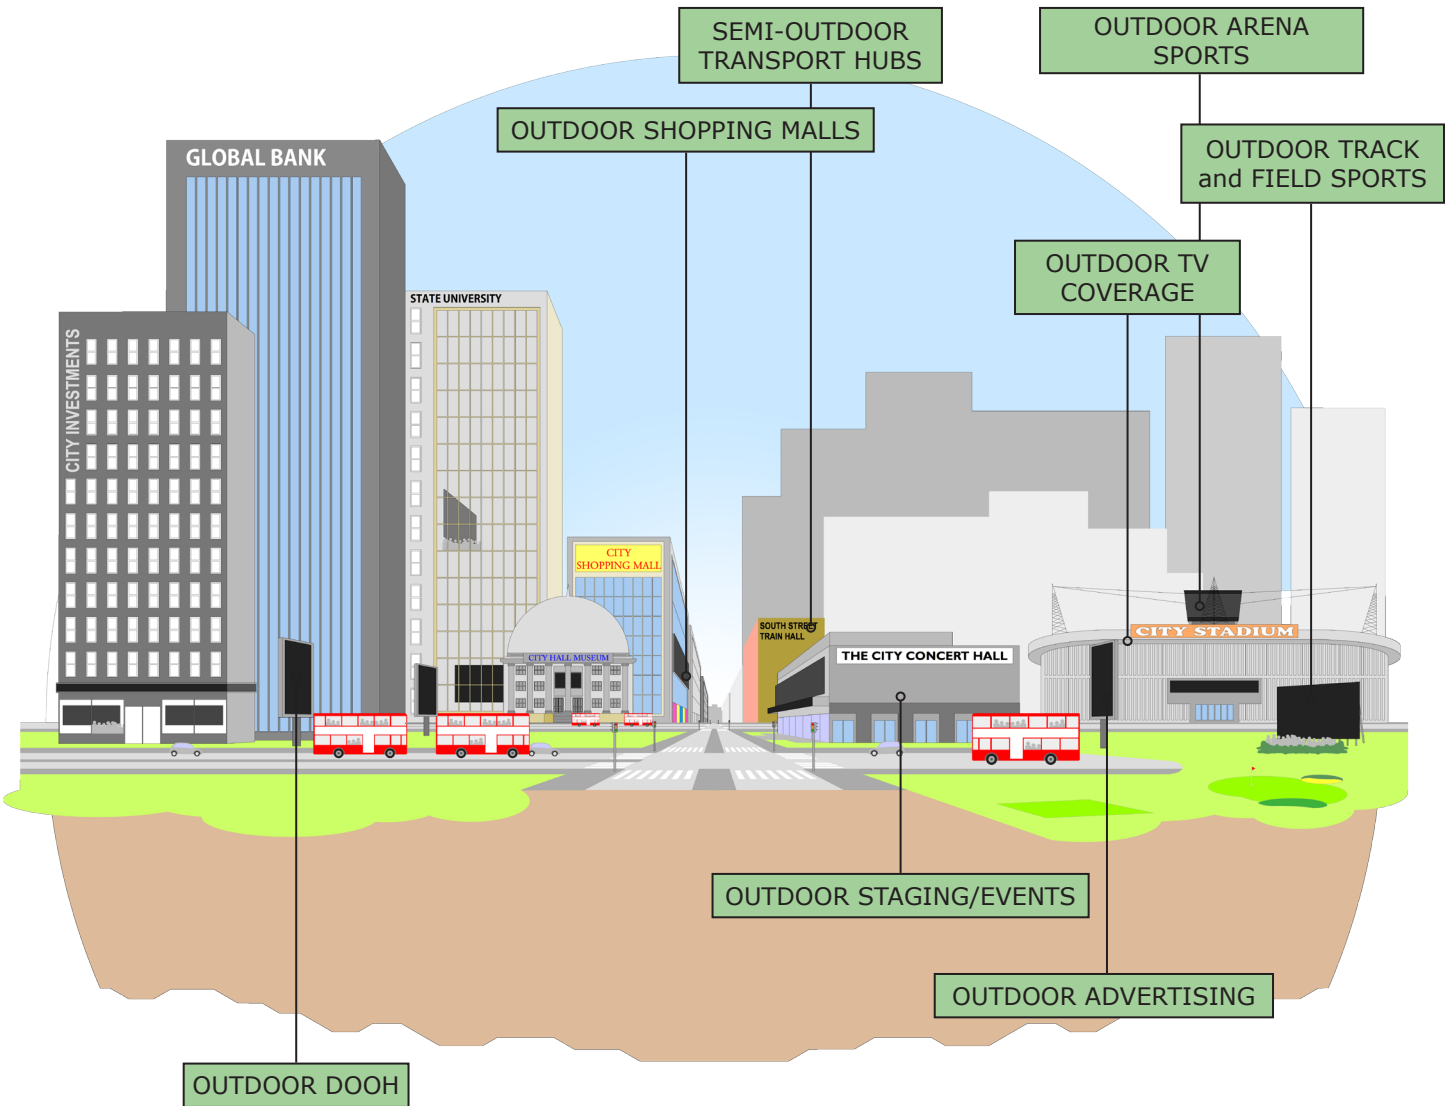 SEMI-OUTDOOR
TRANSPORT HUBS
OUTDOOR ARENA
SPORTS
OUTDOOR SHOPPING MALLS
OUTDOOR TRACK
and FIELD SPORTS
GLOBAL BANK
OUTDOOR TV
COVERAGE
STATE UNIVERSITY
CITY INVESTMENTS
CITY
SHOPPING MALL
SOUTH STREET
TRAIN HALL
CITY STADIUM
CITY HALL MUSEUM
THE CITY CONCERT HALL
OUTDOOR STAGING/EVENTS
OUTDOOR ADVERTISING
OUTDOOR DOOH